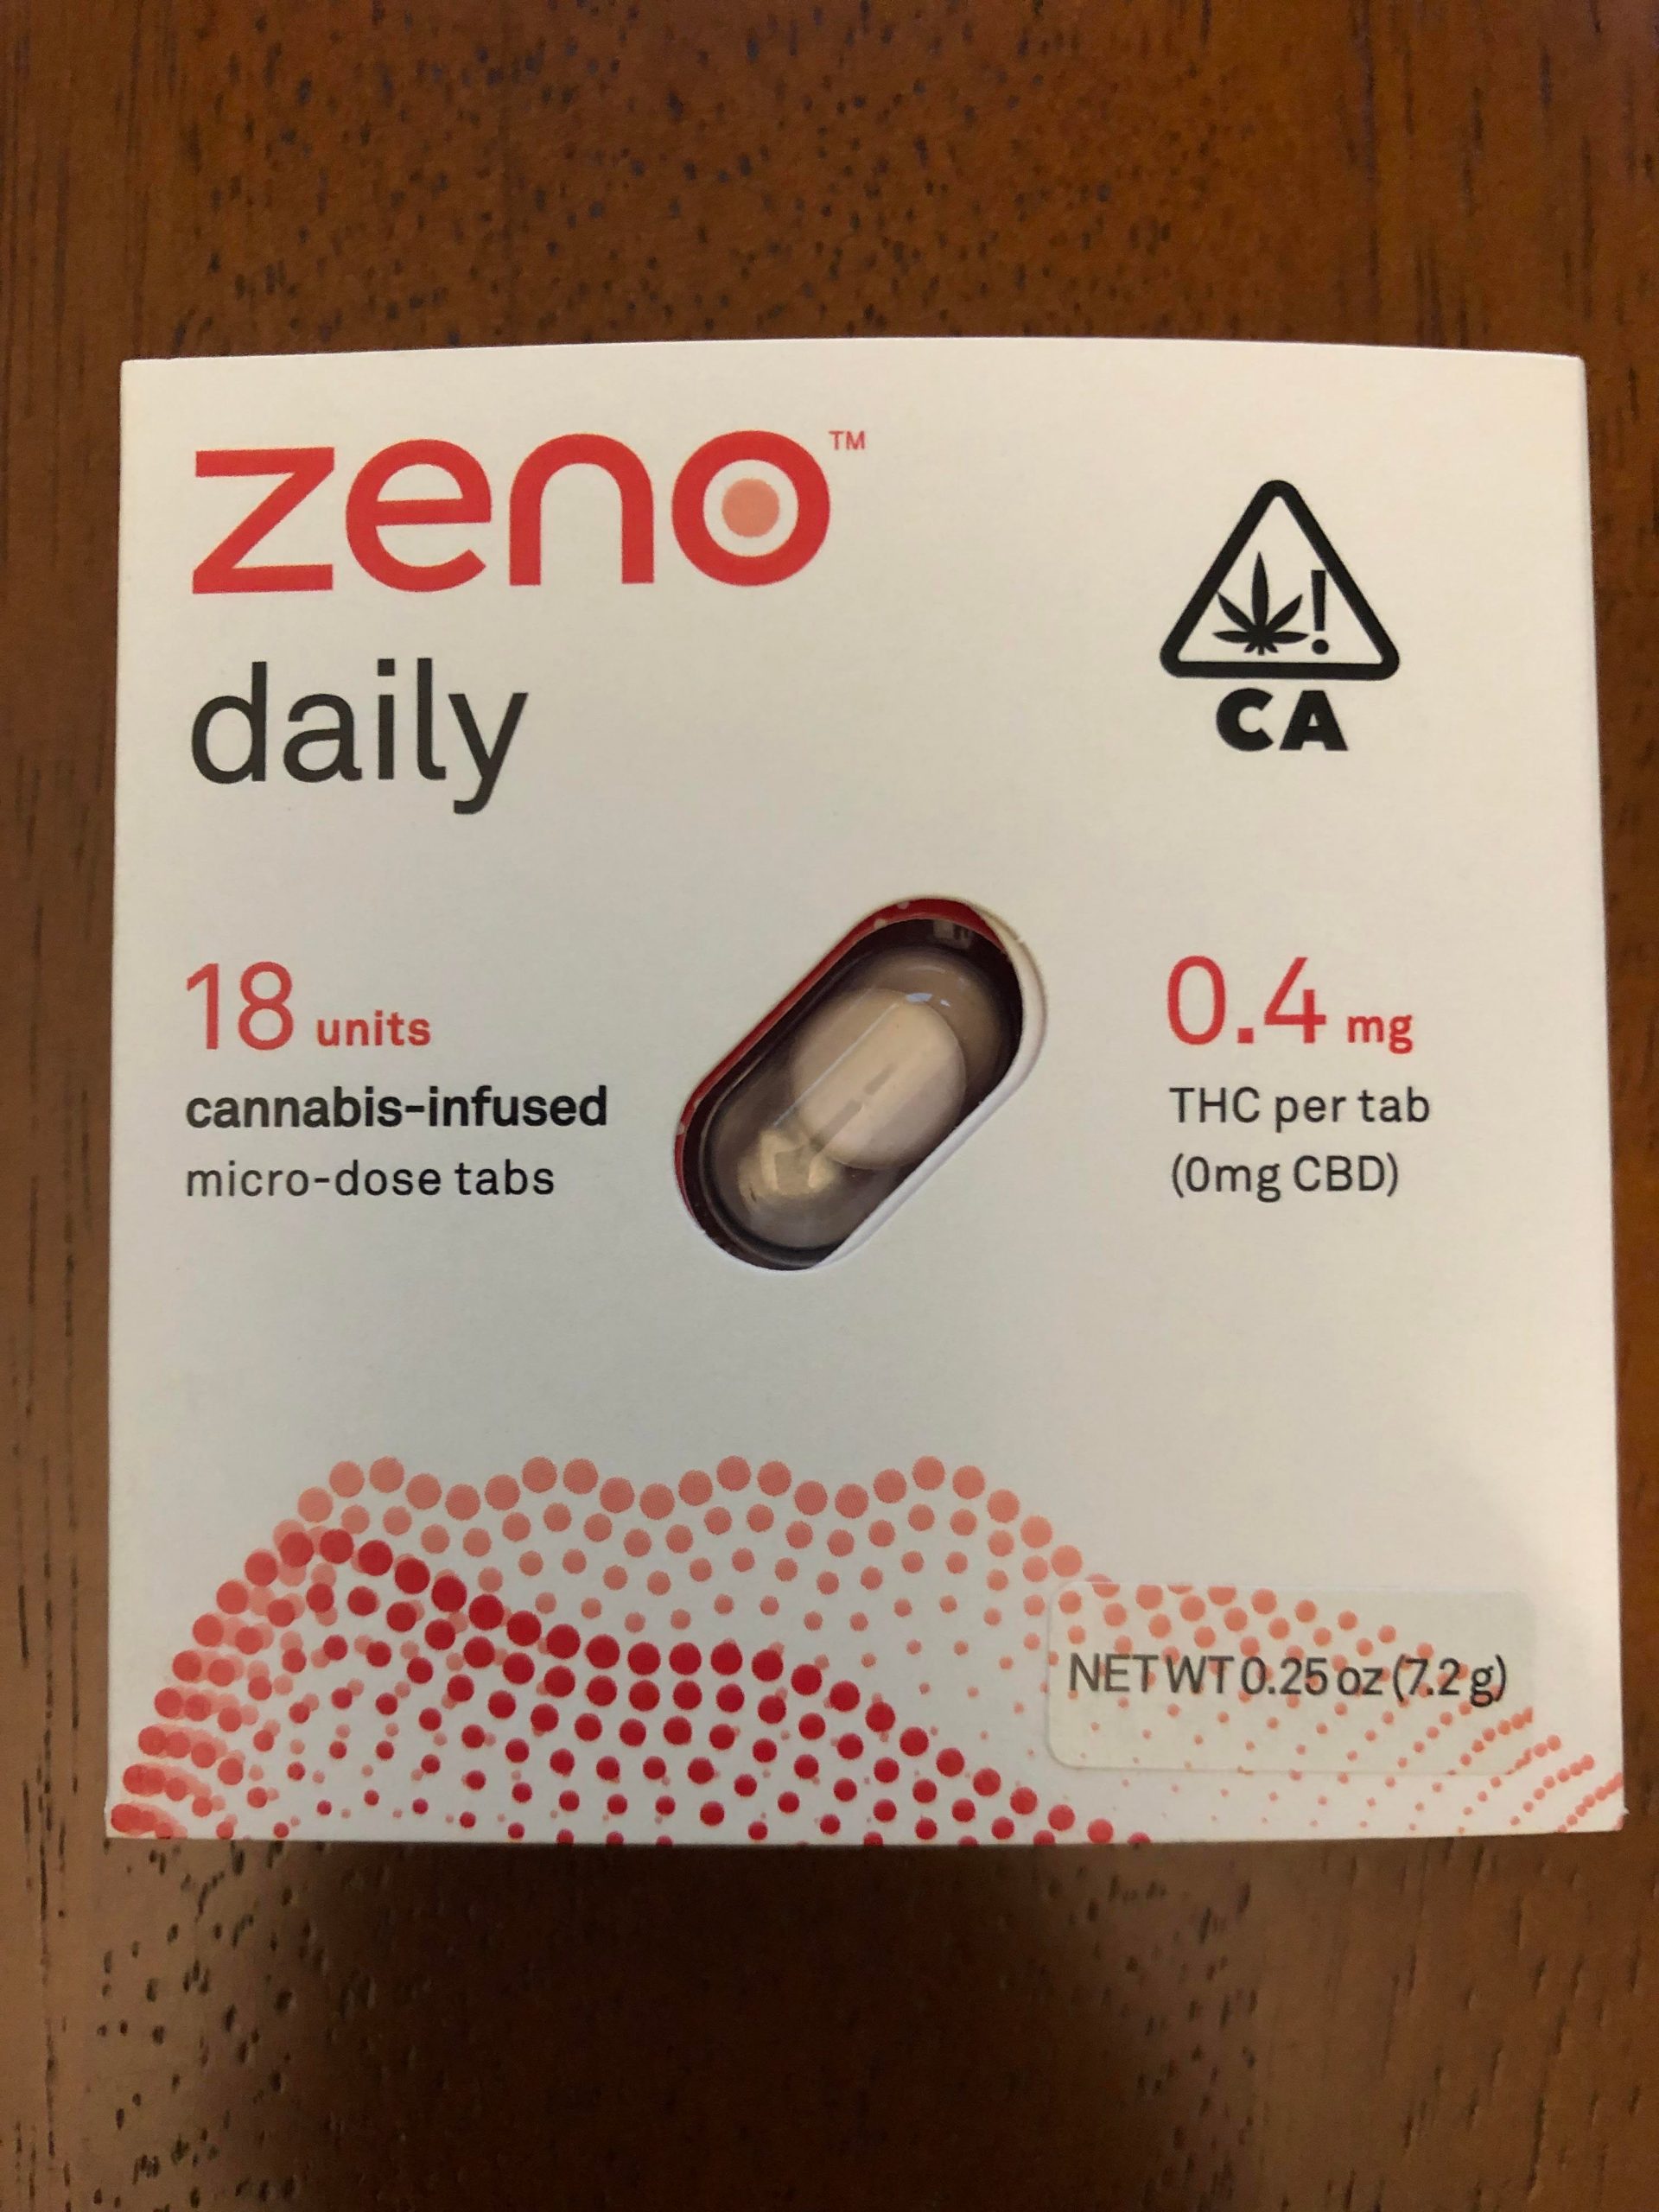 zeno™
daily
CA
18 units
cannabis-infused
micro-dose tabs
0.4 mg
THC per tab
(0mg CBD)
NET WT 0.25 oz (7.2 g)